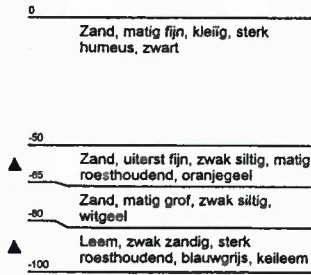 0
Zand, matig fijn, kleiïg, sterk
humeus, zwart
-50
Zand, uiterst fijn, zwak siltig, matig
roesthoudend, oranjegeel
-65
Zand, matig grof, zwak siltig,
witgeel
-80
Leem, zwak zandig, sterk
roesthoudend, blauwgrijs, keileem
-100